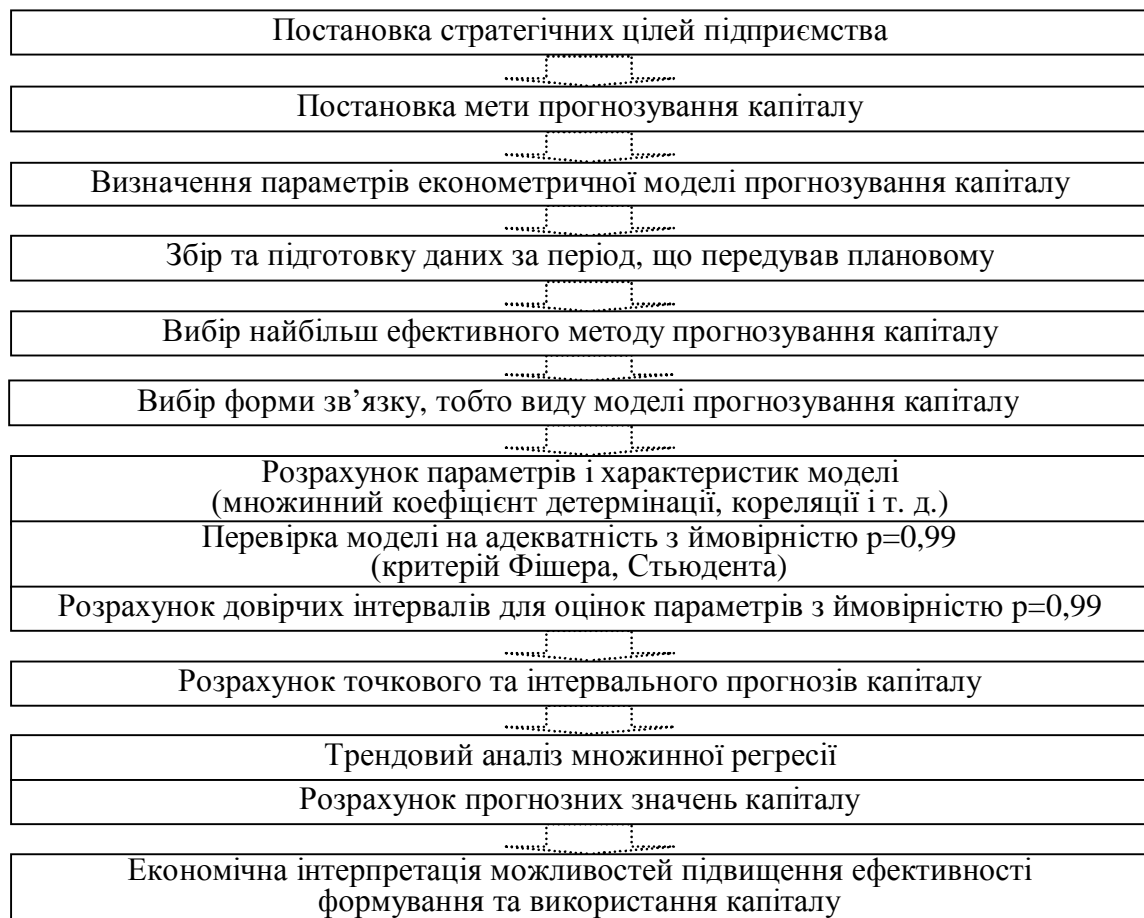 Постановка стратегічних цілей підприємства
Постановка мети прогнозування капіталу
Визначення параметрів економетричної моделі прогнозування капіталу
Збір та підготовку даних за період, що передував плановому
Вибір найбільш ефективного методу прогнозування капіталу
Вибір форми зв’язку, тобто виду моделі прогнозування капіталу
Розрахунок параметрів і характеристик моделі
(множинний коефіцієнт детермінації, кореляції і т. д.)
Перевірка моделі на адекватність з ймовірністю p=0,99
(критерій Фішера, Стьюдента)
Розрахунок довірчих інтервалів для оцінок параметрів з ймовірністю p=0,99
Розрахунок точкового та інтервального прогнозів капіталу
Трендовий аналіз множинної регресії
Розрахунок прогнозних значень капіталу
Економічна інтерпретація можливостей підвищення ефективності
формування та використання капіталу